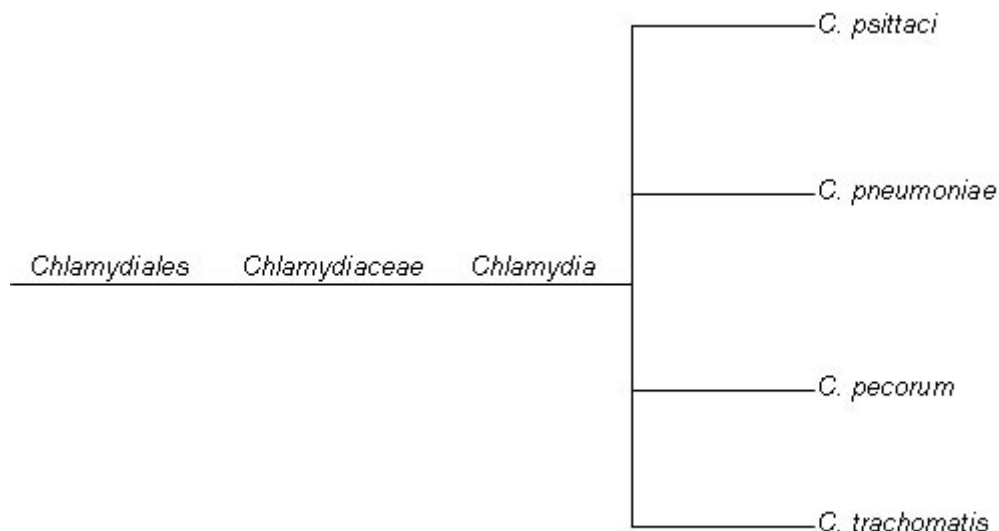 C. psittaci
C. pneumoniae
Chlamydiales Chlamydiaceae Chlamydia
C. pecorum
C. trachomatis